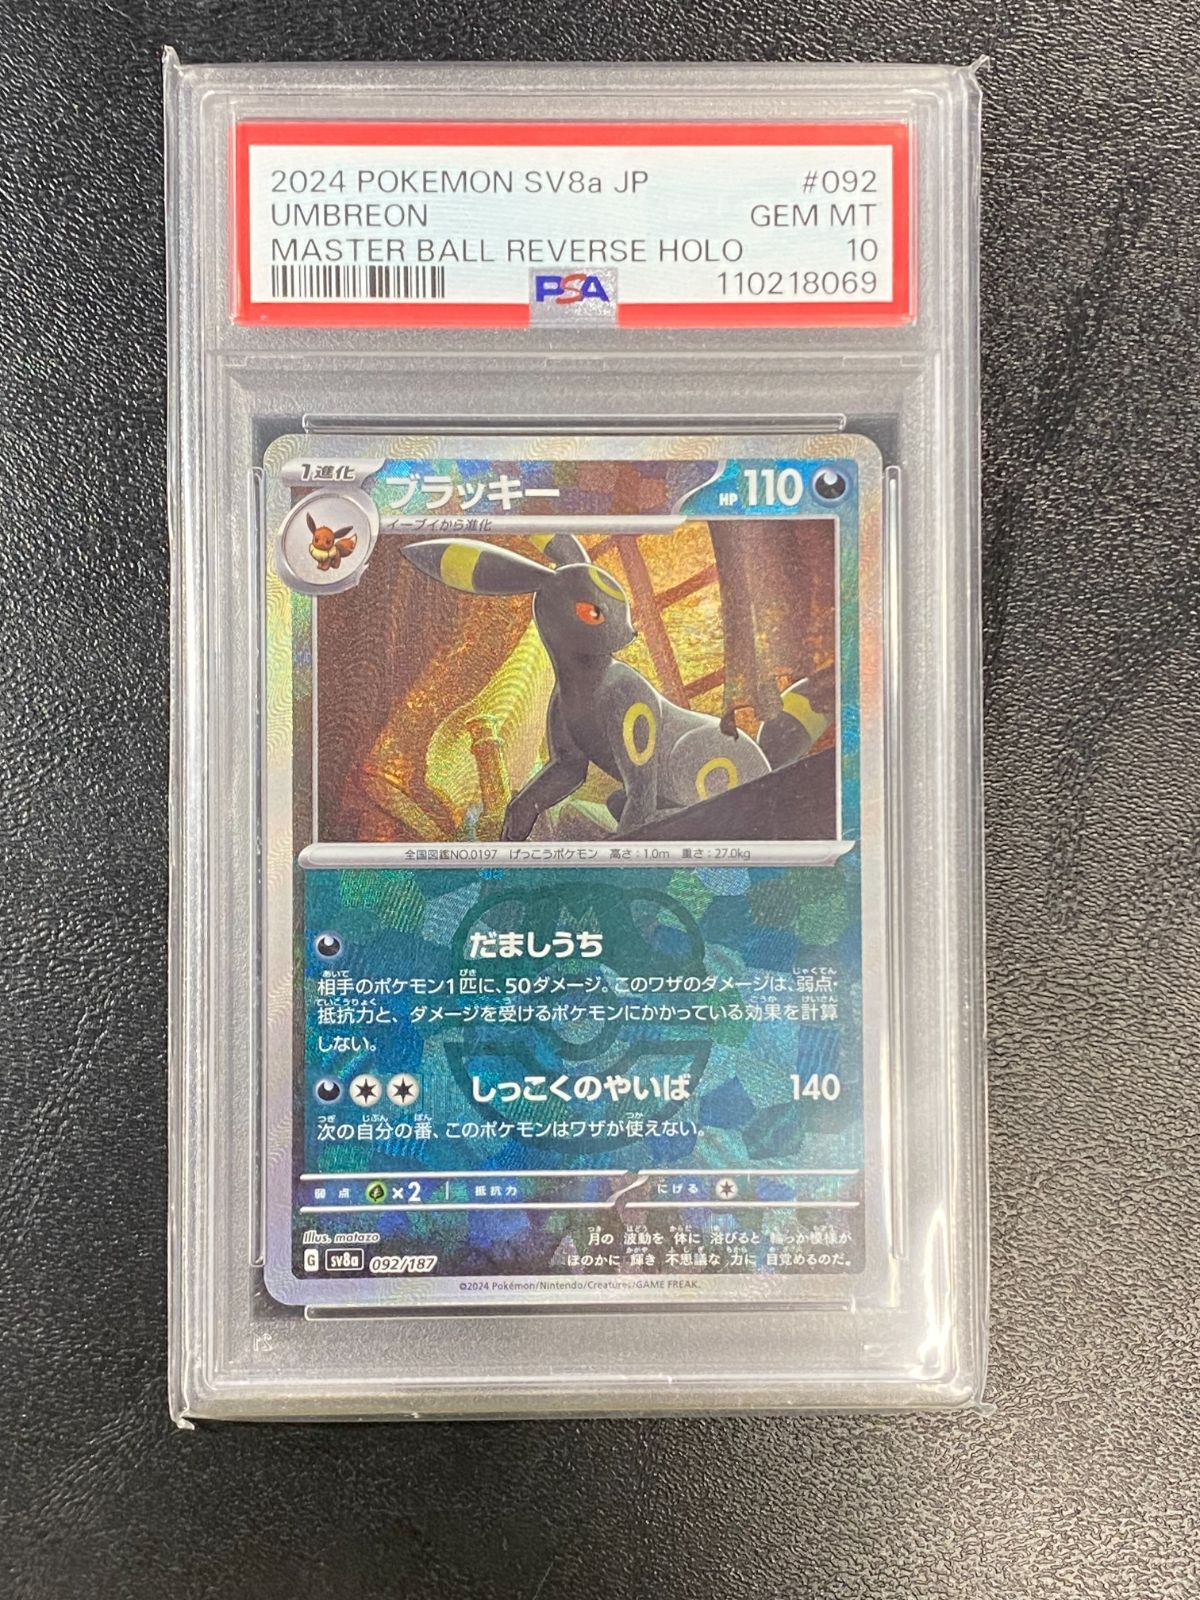 2024 POKEMON SV8a JP #092
UMBREON GEM MT
MASTER BALL REVERSE HOLO 10
PSA 110218069
1進化
ブラッキー HP 110
イーブイから進化
全国図鑑NO.0197 げっこうポケモン 高さ:1.0m 重さ:27.0kg
だましうち
相手のポケモン1匹に、50ダメージ。このワザのダメージは、弱点・
抵抗力と、ダメージを受けるポケモンにかかっている効果を計算
しない。
しっこくのやいば 140
次の自分の番、このポケモンはワザが使えない。
弱点 ×2 抵抗力 にげる
Illus. matazo
月の 波動を 体に 浴びると 輪っか模様が
G sv8a 092/187
ほのかに 輝き 不思議な 力に 目覚めるのだ。
©2024 Pokémon/Nintendo/Creatures/GAME FREAK.